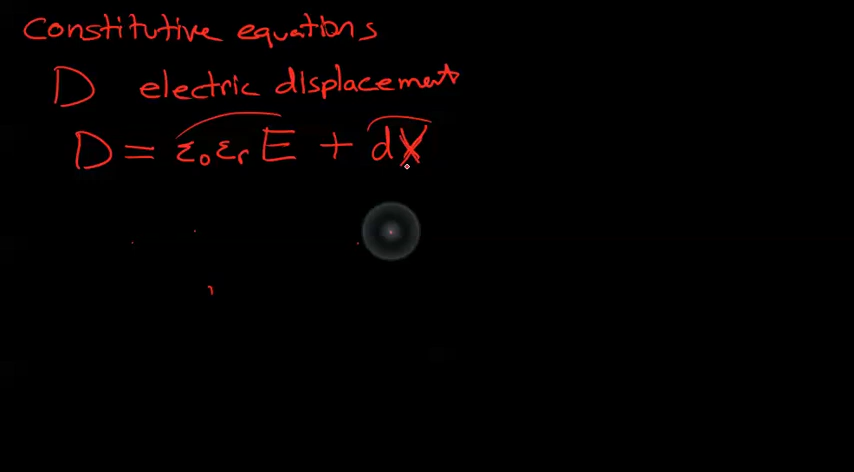 Constitutive equations
D electric displacement
D = ε₀εᵣE + dX